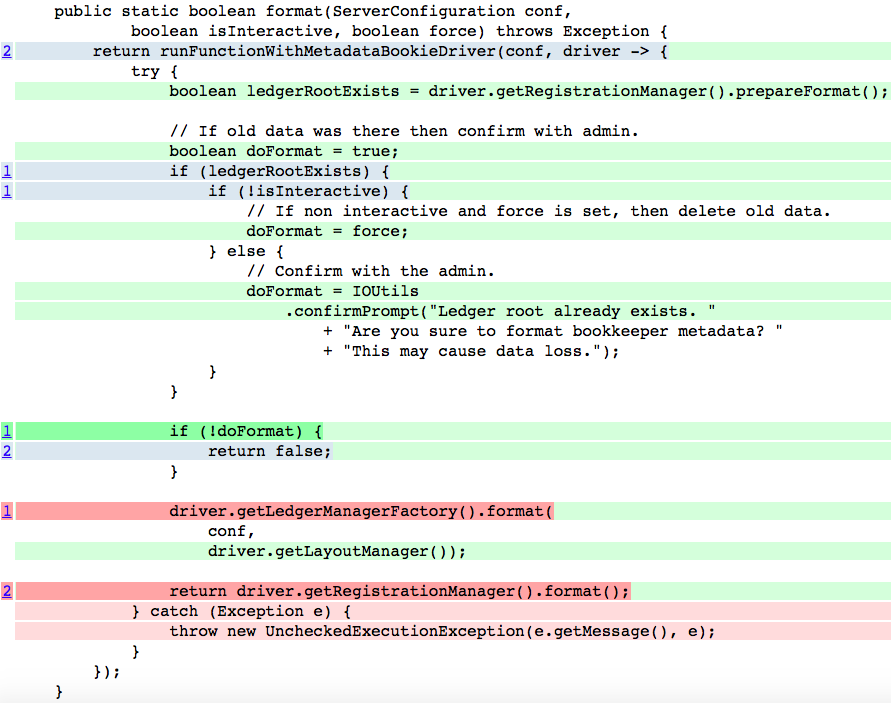 public static boolean format(ServerConfiguration conf,
boolean isInteractive, boolean force) throws Exception {
2 return runFunctionWithMetadataBookieDriver(conf, driver -> {
try {
boolean ledgerRootExists = driver.getRegistrationManager().prepareFormat();
// If old data was there then confirm with admin.
boolean doFormat = true;
1 if (ledgerRootExists) {
1 if (!isInteractive) {
// If non interactive and force is set, then delete old data.
doFormat = force;
} else {
// Confirm with the admin.
doFormat = IOUtils
.confirmPrompt("Ledger root already exists. "
+ "Are you sure to format bookkeeper metadata? "
+ "This may cause data loss.");
}
}
1 if (!doFormat) {
2 return false;
}
1 driver.getLedgerManagerFactory().format(
conf,
driver.getLayoutManager());
2 return driver.getRegistrationManager().format();
} catch (Exception e) {
throw new UncheckedExecutionException(e.getMessage(), e);
}
});
}